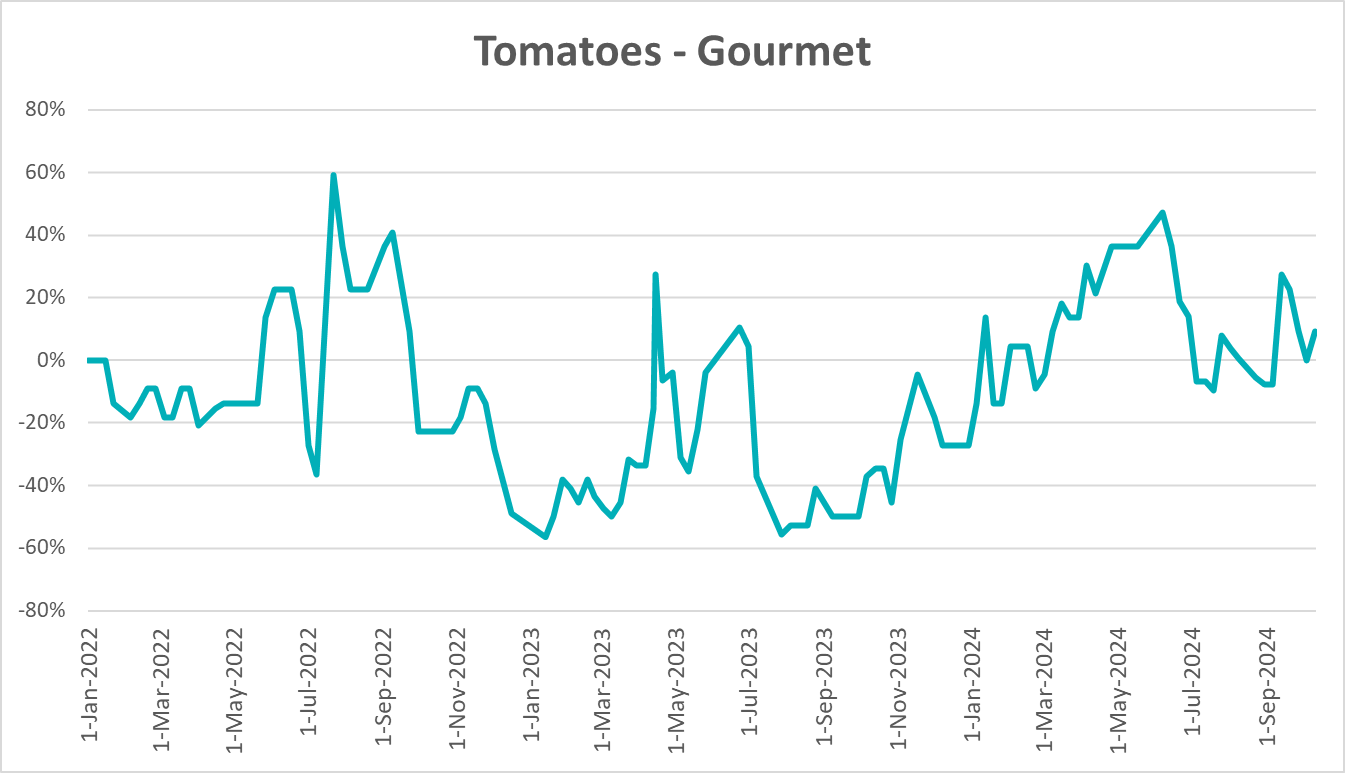 Tomatoes - Gourmet
80%
60%
40%
20%
0%
-20%
-40%
-60%
-80%
1-Jan-2022
1-Mar-2022
1-May-2022
1-Jul-2022
1-Sep-2022
1-Nov-2022
1-Jan-2023
1-Mar-2023
1-May-2023
1-Jul-2023
1-Sep-2023
1-Nov-2023
1-Jan-2024
1-Mar-2024
1-May-2024
1-Jul-2024
1-Sep-2024